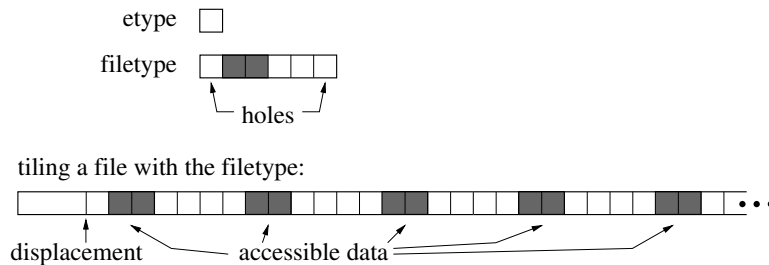 etype
filetype
holes
tiling a file with the filetype:
displacement
accessible data